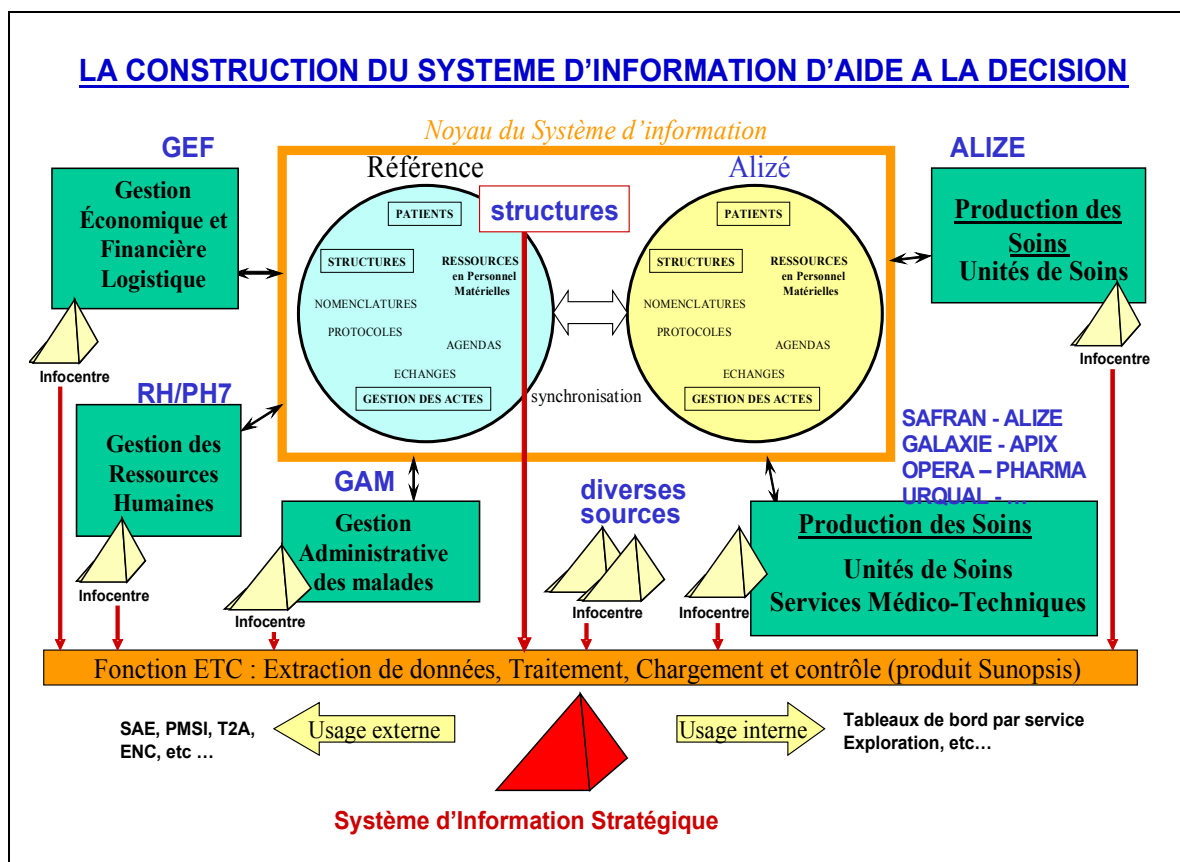 LA CONSTRUCTION DU SYSTEME D'INFORMATION D'AIDE A LA DECISION
Noyau du Système d'information
GEF
Gestion
Économique et
Financière
Logistique
Infocentre
RH/PH7
Gestion des
Ressources
Humaines
Infocentre
Référence
PATIENTS
STRUCTURES
RESSOURCES
en Personnel
Matérielles
NOMENCLATURES
PROTOCOLES
AGENDAS
ECHANGES
GESTION DES ACTES
structures
synchronisation
Alizé
PATIENTS
STRUCTURES
RESSOURCES
en Personnel
Matérielles
NOMENCLATURES
PROTOCOLES
AGENDAS
ECHANGES
GESTION DES ACTES
ALIZE
Production des
Soins
Unités de Soins
Infocentre
GAM
Gestion
Administrative
des malades
Infocentre
diverses
sources
Infocentre
SAFRAN - ALIZE
GALAXIE - APIX
OPERA – PHARMA
URQUAL - ...
Production des Soins
Unités de Soins
Services Médico-Techniques
Infocentre
Fonction ETC : Extraction de données, Traitement, Chargement et contrôle (produit Sunopsis)
SAE, PMSI, T2A,
ENC, etc ...
Usage externe
Usage interne
Tableaux de bord par service
Exploration, etc...
Système d'Information Stratégique